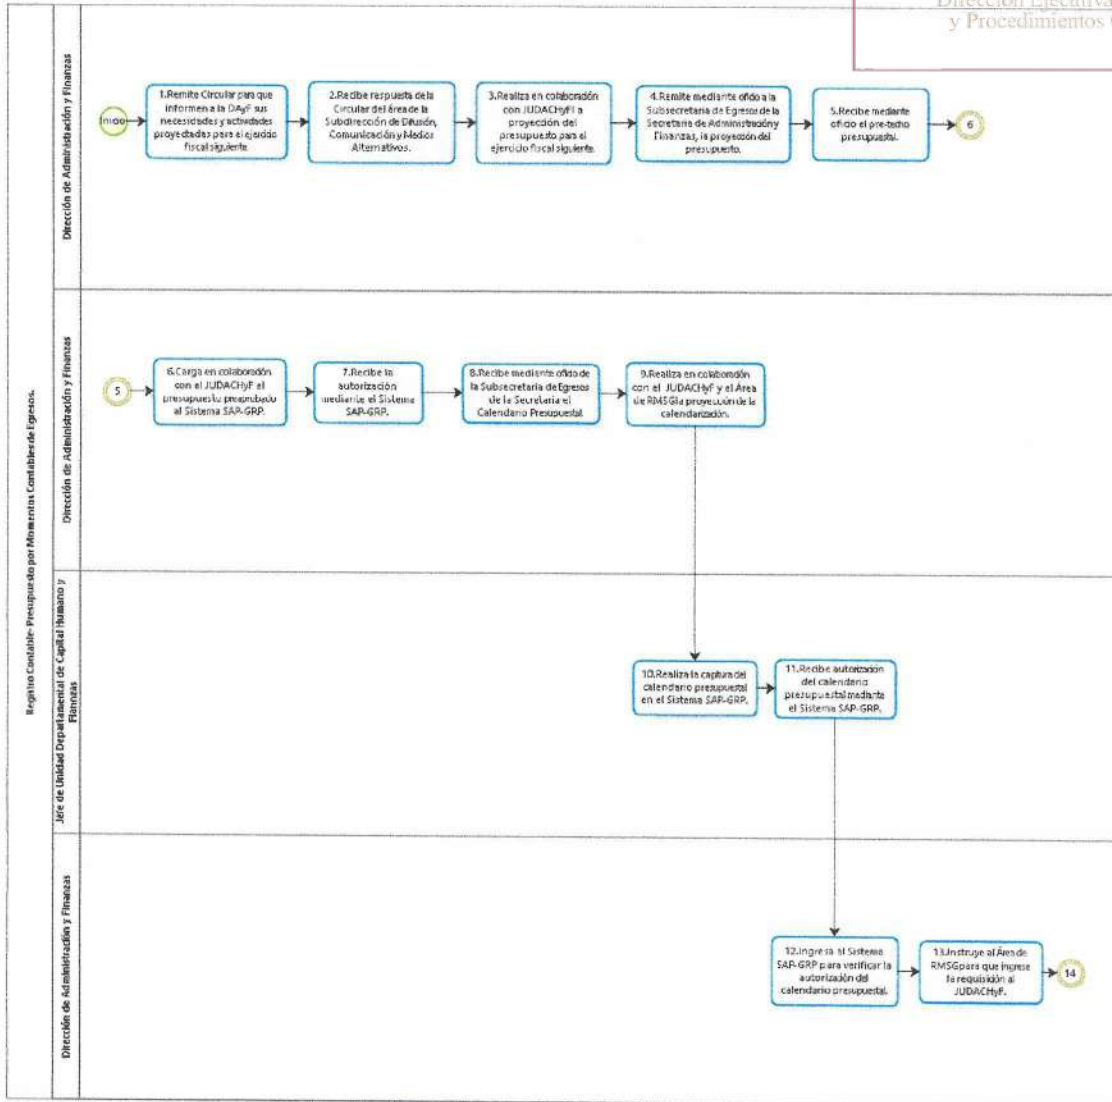 Dirección Ejecutiva
y Procedimientos
Registro Contable-Presupuesto por Momentos Contables de Egresos.
Dirección de Administración y Finanzas
Inicio
1.Remite Circular para que
informen a la DAyF sus
necesidades y actividades
proyectadas para el ejercicio
fiscal siguiente
2.Recibe respuesta de la
Circular del área de la
Subdirección de Difusión,
Comunicación y Medios
Alternativos.
3.Realiza en colaboración
con JUDACHyFl a
proyección del
presupuesto para el
ejercicio fiscal siguiente.
4.Remite mediante oficio a la
Subsecretaría de Egresos de la
Secretaría de Administración y
Finanzas, la proyección del
presupuesto.
5.Recibe mediante
oficio el pre-techo
presupuestal.
6
Dirección de Administración y Finanzas
5
6.Carga en colaboración
con el JUDACHyF el
presupuesto preaprobado
al Sistema SAP-GRP.
7.Recibe la
autorización
mediante el Sistema
SAP-GRP.
8.Recibe mediante oficio de
la Subsecretaría de Egresos
de la Secretaría el
Calendario Presupuestal
9.Realiza en colaboración
con el JUDACHyF y el Área
de RMSGla proyección de la
calendarización.
Jefe de Unidad Departamental de Capital Humano y
Finanzas
10.Realiza la captura del
calendario presupuestal
en el Sistema SAP-GRP.
11.Recibe autorización
del calendario
presupuestal mediante
el Sistema SAP-GRP.
Dirección de Administración y Finanzas
12.Ingresa al Sistema
SAP-GRP para verificar la
autorización del
calendario presupuestal.
13.Instruye al Área de
RMSGpara que ingrese
la requisición al
JUDACHyF.
14